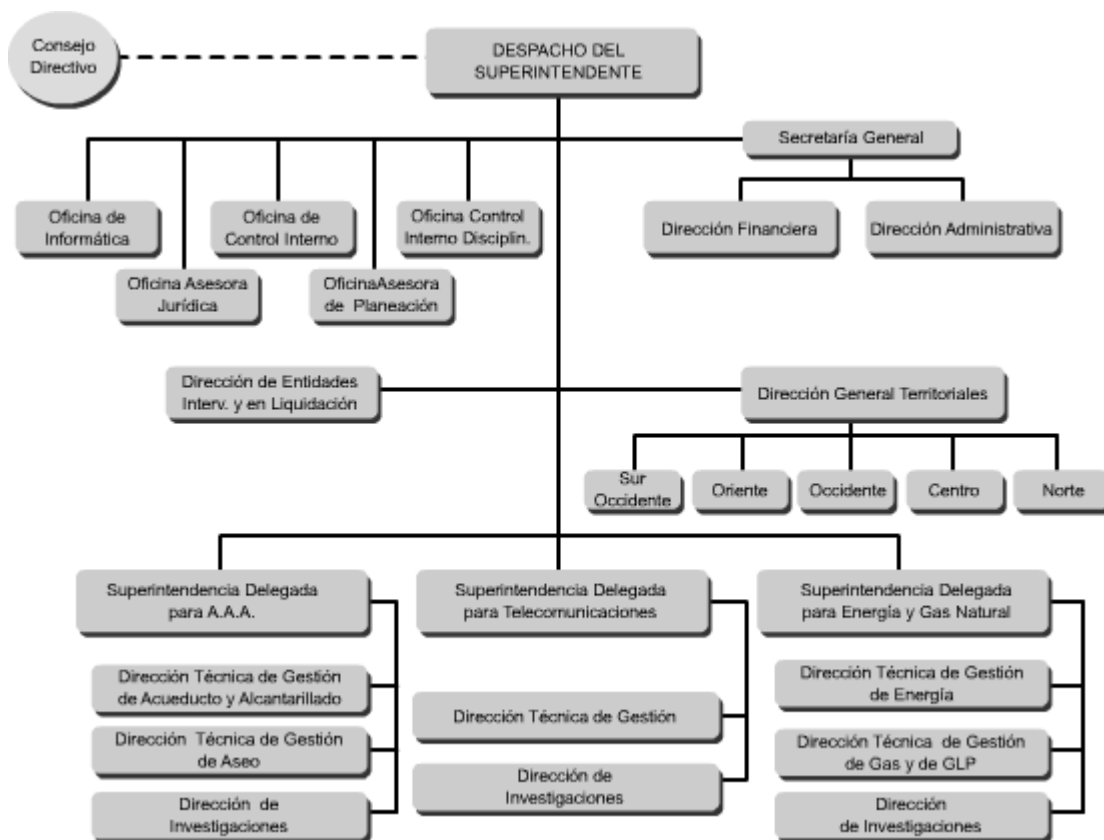 Consejo
Directivo
DESPACHO DEL
SUPERINTENDENTE
Secretaría General
Oficina de
Informática
Oficina de
Control Interno
Oficina Control
Interno Disciplin.
Dirección Financiera
Dirección Administrativa
Oficina Asesora
Jurídica
OficinaAsesora
de Planeación
Dirección de Entidades
Interv. y en Liquidación
Dirección General Territoriales
Sur
Occidente
Oriente
Occidente
Centro
Norte
Superintendencia Delegada
para A.A.A.
Superintendencia Delegada
para Telecomunicaciones
Superintendencia Delegada
para Energía y Gas Natural
Dirección Técnica de Gestión
de Acueducto y Alcantarillado
Dirección Técnica de Gestión
de Aseo
Dirección de
Investigaciones
Dirección Técnica de Gestión
Dirección de
Investigaciones
Dirección Técnica de Gestión
de Energía
Dirección Técnica de Gestión
de Gas y de GLP
Dirección
de Investigaciones